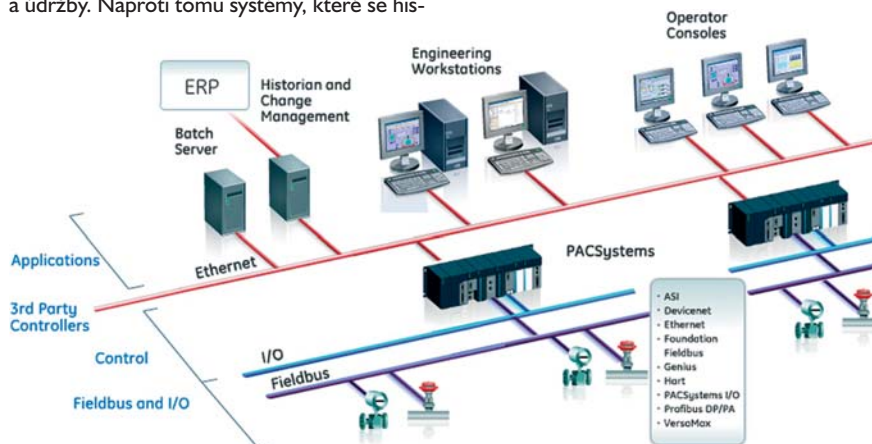 a údržby. Naproti tomu systémy, které se his-
Operator
Consoles
Engineering
Workstations
ERP
Historian and
Change
Management
Batch
Server
Applications
Ethernet
PACSystems
3rd Party
Controllers
Control
I/O
Fieldbus
Fieldbus and I/O
• ASI
• Devicenet
• Ethernet
• Foundation
Fieldbus
• Genius
• Hart
• PACSystems I/O
• Profibus DP/PA
• VersaMax